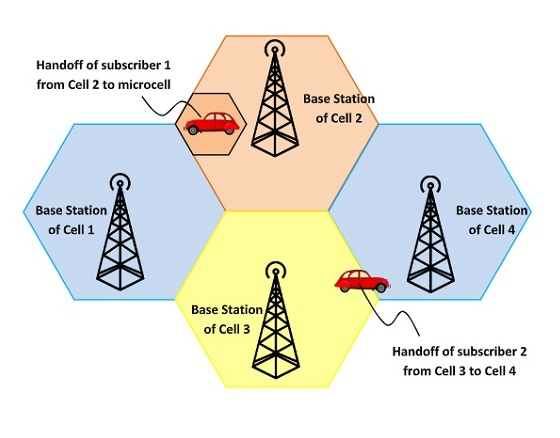 Handoff of subscriber 1
from Cell 2 to microcell
Base Station
of Cell 2
Base Station
of Cell 1
Base Station
of Cell 4
Base Station
of Cell 3
Handoff of subscriber 2
from Cell 3 to Cell 4